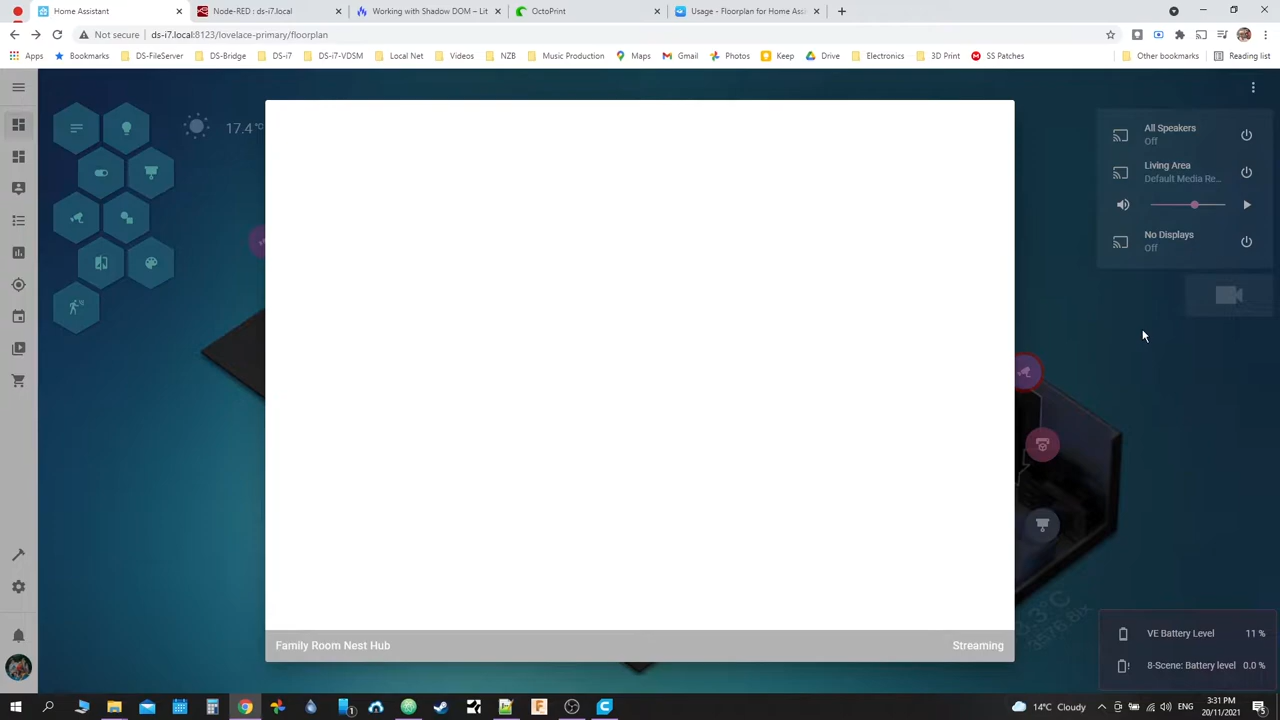 Home Assistant
Node-RED : ds-i7.local
Working with Shadow DOM – Lit
OctoPrint
Usage - Floorplan for Home Assi
Not secure
ds-i7.local:8123/lovelace-primary/floorplan
Apps
Bookmarks
DS-FileServer
DS-Bridge
DS-i7
DS-i7-VDSM
Local Net
Videos
NZB
Music Production
Maps
Gmail
Photos
Keep
Drive
Electronics
3D Print
SS Patches
Other bookmarks
Reading list
17.4°C
All Speakers
Off
Living Area
Default Media Re...
No Displays
Off
3.3°C
VE Battery Level 11 %
8-Scene: Battery level 0.0 %
Family Room Nest Hub
Streaming
14°C Cloudy
3:31 PM
20/11/2021